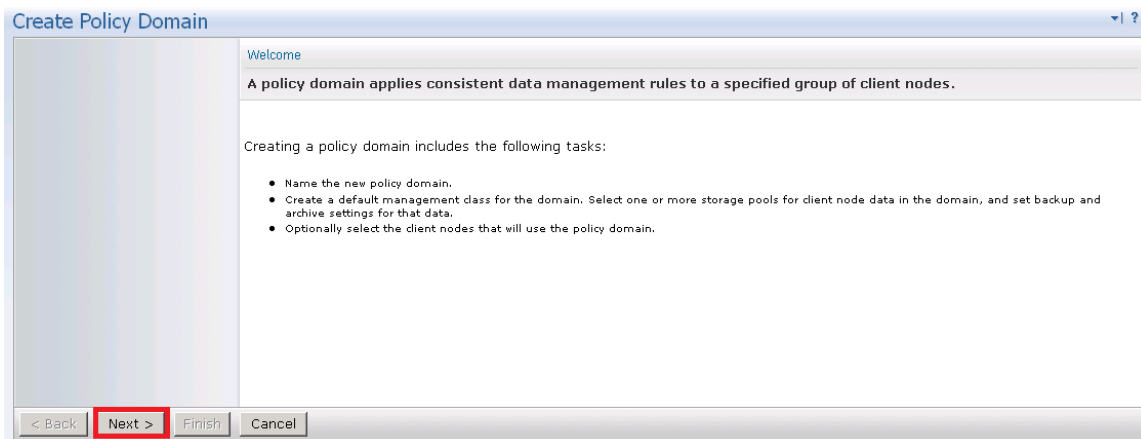 Create Policy Domain
?
Welcome
A policy domain applies consistent data management rules to a specified group of client nodes.
Creating a policy domain includes the following tasks:
Name the new policy domain.
Create a default management class for the domain. Select one or more storage pools for client node data in the domain, and set backup and
archive settings for that data.
Optionally select the client nodes that will use the policy domain.
< Back Next > Finish Cancel